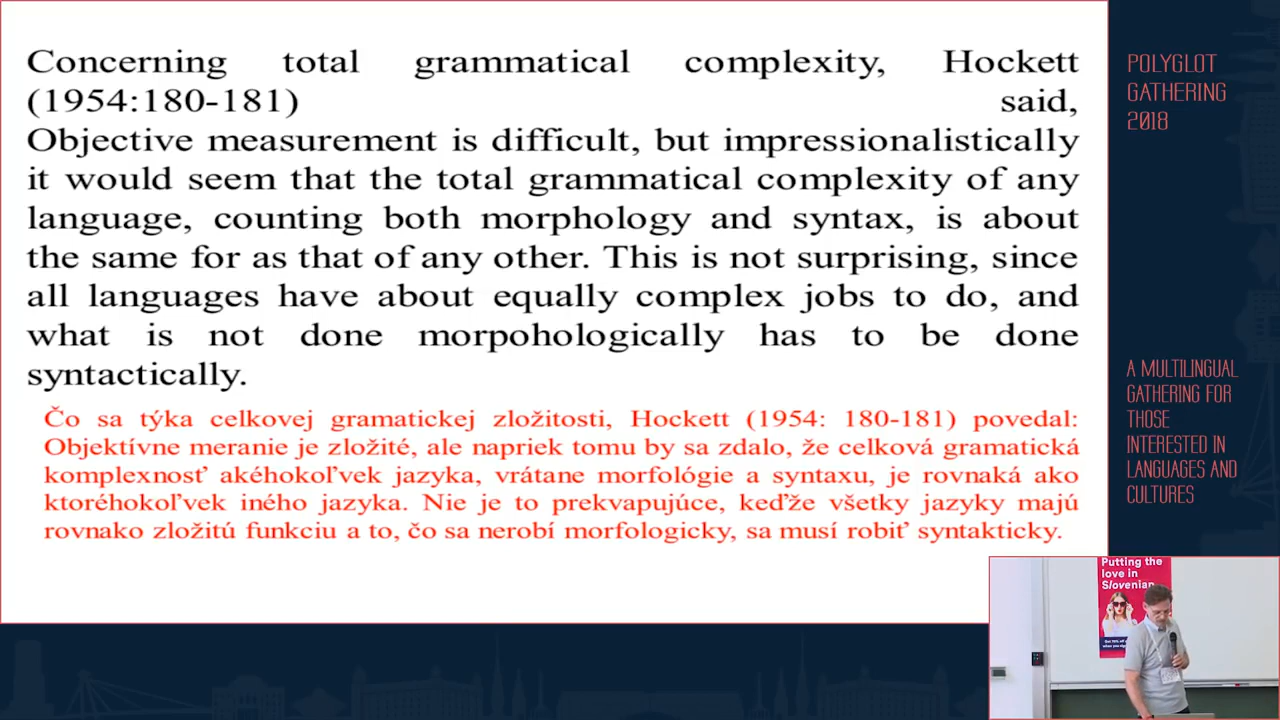 Concerning total grammatical complexity, Hockett
(1954:180-181) said,
Objective measurement is difficult, but impressionalistically
it would seem that the total grammatical complexity of any
language, counting both morphology and syntax, is about
the same for as that of any other. This is not surprising, since
all languages have about equally complex jobs to do, and
what is not done morpohologically has to be done
syntactically.
Čo sa týka celkovej gramatickej zložitosti, Hockett (1954: 180-181) povedal:
Objektívne meranie je zložité, ale napriek tomu by sa zdalo, že celková gramatická
komplexnosť akéhokoľvek jazyka, vrátane morfológie a syntaxu, je rovnaká ako
ktoréhokoľvek iného jazyka. Nie je to prekvapujúce, keďže všetky jazyky majú
rovnako zložitú funkciu a to, čo sa nerobí morfologicky, sa musí robiť syntakticky.
POLYGLOT
GATHERING
2018
A MULTILINGUAL
GATHERING FOR
THOSE
INTERESTED IN
LANGUAGES AND
CULTURES
Putting the
love in
Slovenian